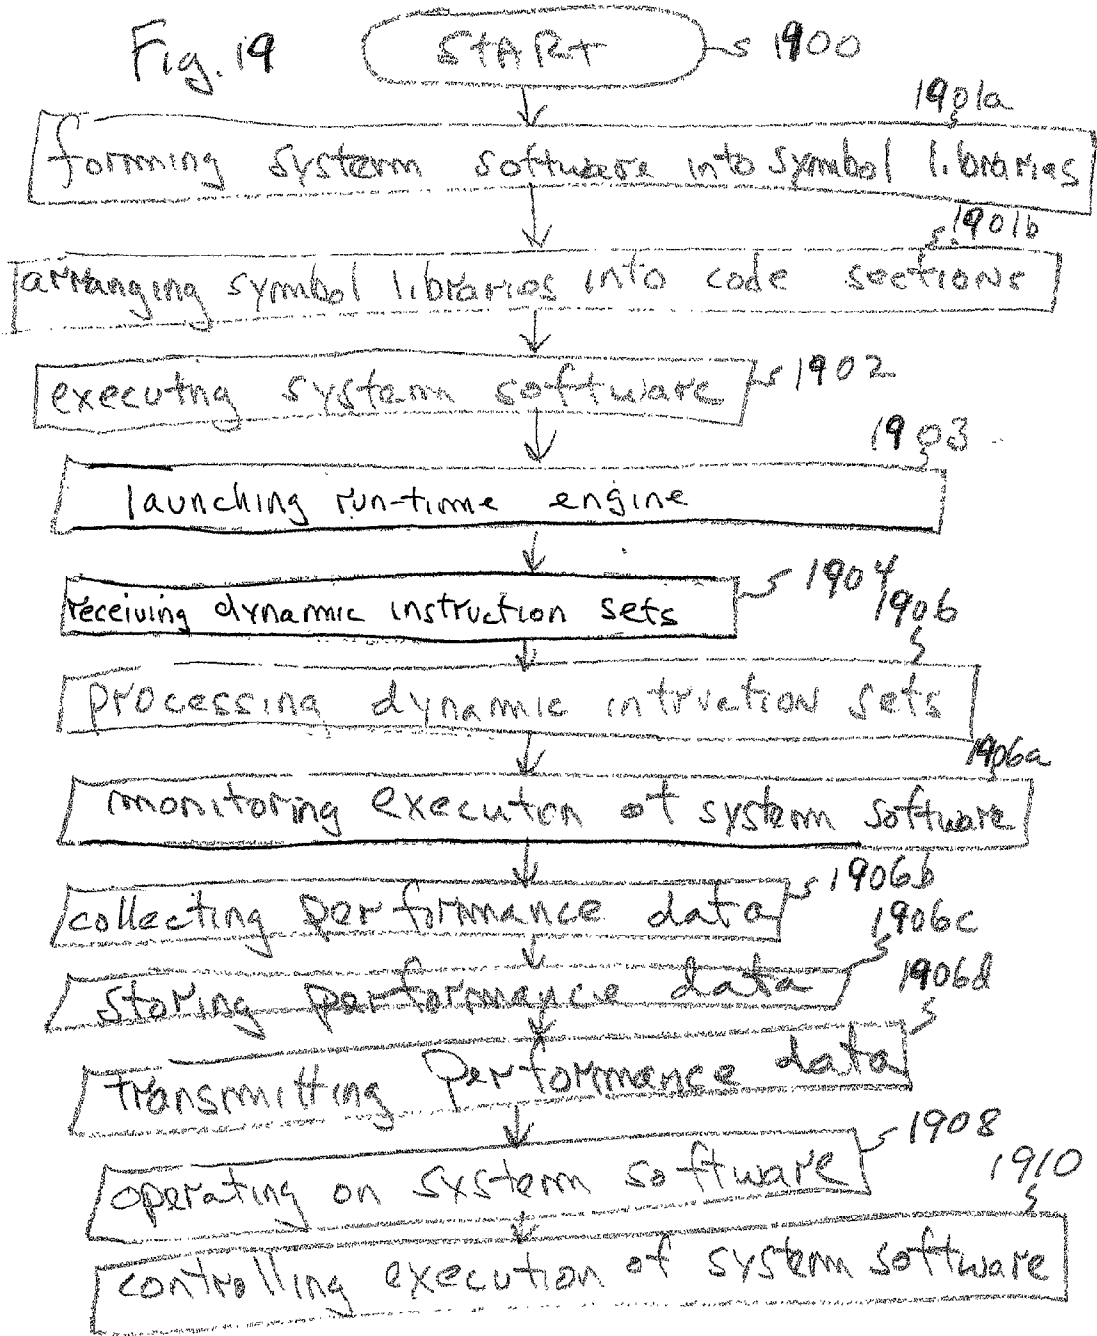 Fig. 19
START 1900
1901a
forming system software into symbol libraries
1901b
arranging symbol libraries into code sections
executng system software 1902
1903
launching run-time engine
1904
receiving dynamic instruction sets
1906
processing dynamic intruction sets
1906a
monitoring execution of system software
1906b
collecting performance data
1906c
storing performance data
1906d
transmitting performance data
1908
operating on system software
1910
controlling execution of system software